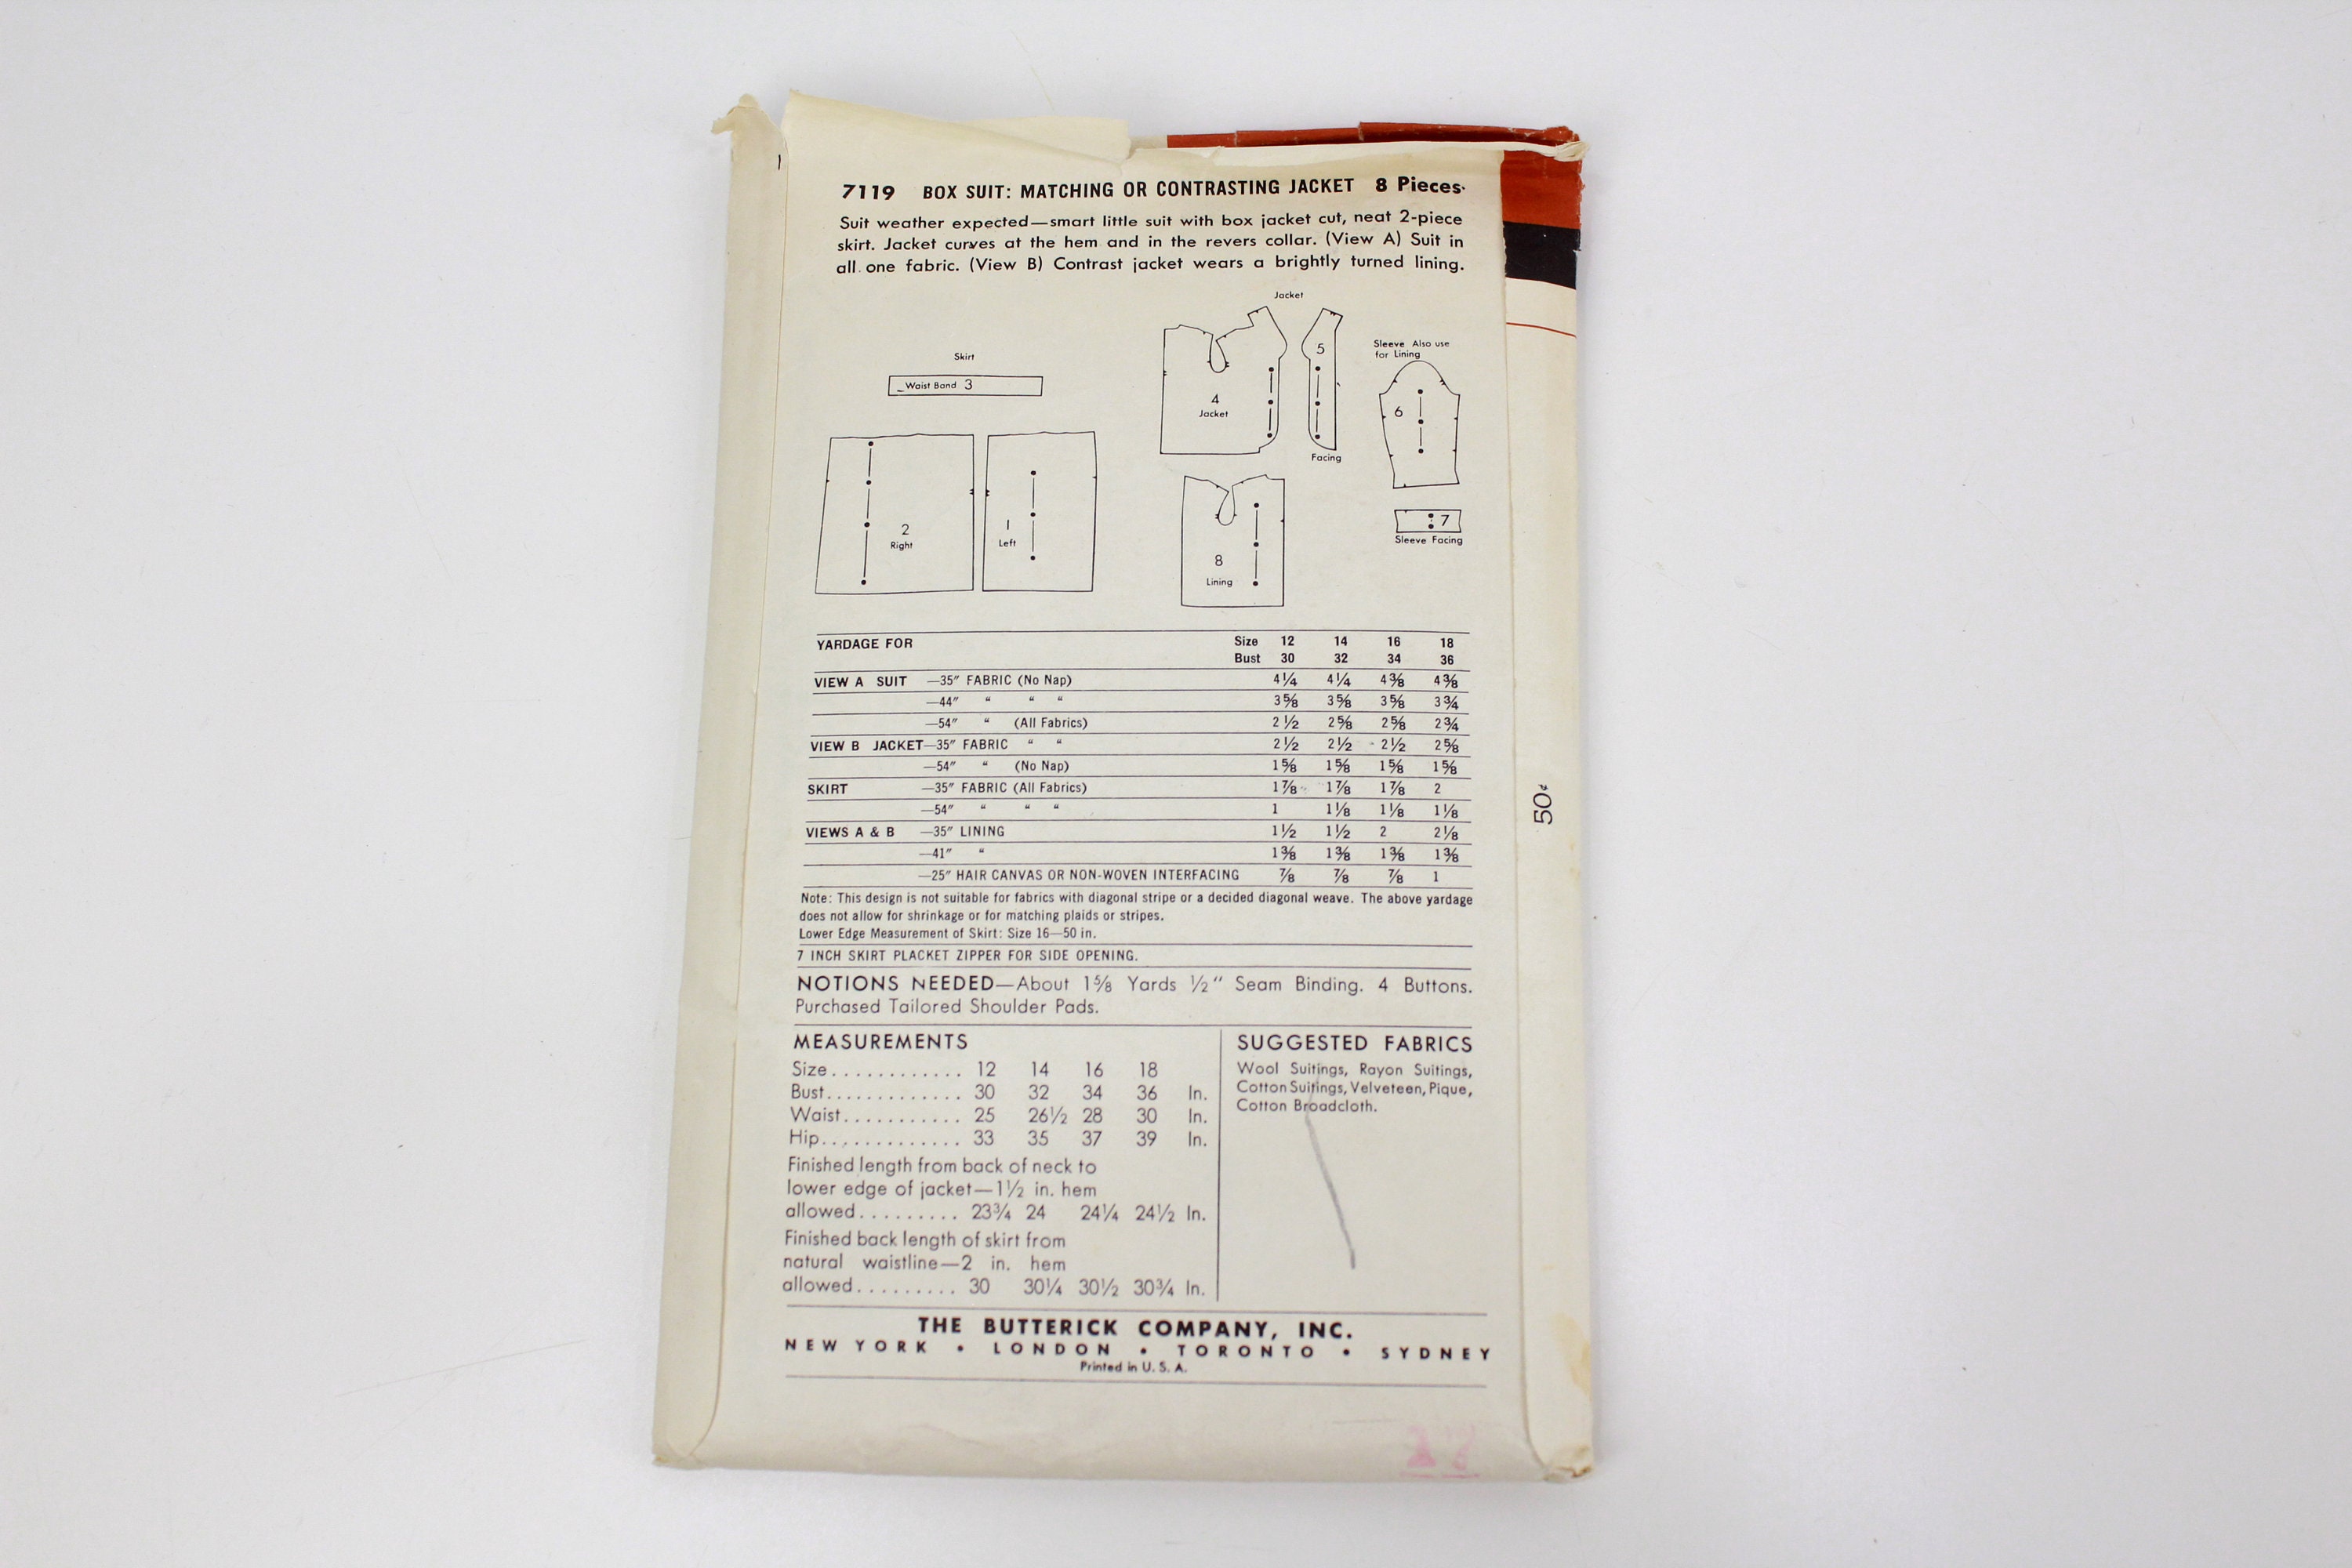 7119 BOX SUIT: MATCHING OR CONTRASTING JACKET 8 Pieces
Suit weather expected—smart little suit with box jacket cut, neat 2-piece
skirt. Jacket curves at the hem and in the revers collar. (View A) Suit in
all one fabric. (View B) Contrast jacket wears a brightly turned lining.
Skirt
Waist Band 3
2
Right
1
Left
Jacket
4
Jacket
5
Facing
Sleeve Also use
for Lining
6
7
Sleeve Facing
8
Lining
YARDAGE FOR Size 12 14 16 18
Bust 30 32 34 36
VIEW A SUIT —35″ FABRIC (No Nap) 4¼ 4¼ 4⅜ 4⅜
—44″ “ “ “ 3⅝ 3⅝ 3⅝ 3¾
—54″ “ (All Fabrics) 2½ 2⅝ 2⅝ 2¾
VIEW B JACKET—35″ FABRIC “ “ 2½ 2½ 2½ 2⅝
—54″ “ (No Nap) 1⅝ 1⅝ 1⅝ 1⅝
SKIRT —35″ FABRIC (All Fabrics) 1⅞ 1⅞ 1⅞ 2
—54″ “ “ “ 1 1⅛ 1⅛ 1⅛
VIEWS A & B —35″ LINING 1½ 1½ 2 2⅛
—41″ “ 1⅜ 1⅜ 1⅜ 1⅜
—25″ HAIR CANVAS OR NON-WOVEN INTERFACING ⅞ ⅞ ⅞ 1
Note: This design is not suitable for fabrics with diagonal stripe or a decided diagonal weave. The above yardage
does not allow for shrinkage or for matching plaids or stripes.
Lower Edge Measurement of Skirt: Size 16—50 in.
7 INCH SKIRT PLACKET ZIPPER FOR SIDE OPENING.
NOTIONS NEEDED—About 1⅝ Yards ½″ Seam Binding. 4 Buttons.
Purchased Tailored Shoulder Pads.
MEASUREMENTS
Size............ 12 14 16 18
Bust............. 30 32 34 36 In.
Waist........... 25 26½ 28 30 In.
Hip............. 33 35 37 39 In.
Finished length from back of neck to
lower edge of jacket—1½ in. hem
allowed......... 23¾ 24 24¼ 24½ In.
Finished back length of skirt from
natural waistline—2 in. hem
allowed......... 30 30¼ 30½ 30¾ In.
SUGGESTED FABRICS
Wool Suitings, Rayon Suitings,
Cotton Suitings, Velveteen, Pique,
Cotton Broadcloth.
THE BUTTERICK COMPANY, INC.
NEW YORK • LONDON • TORONTO • SYDNEY
Printed in U. S. A.
50¢